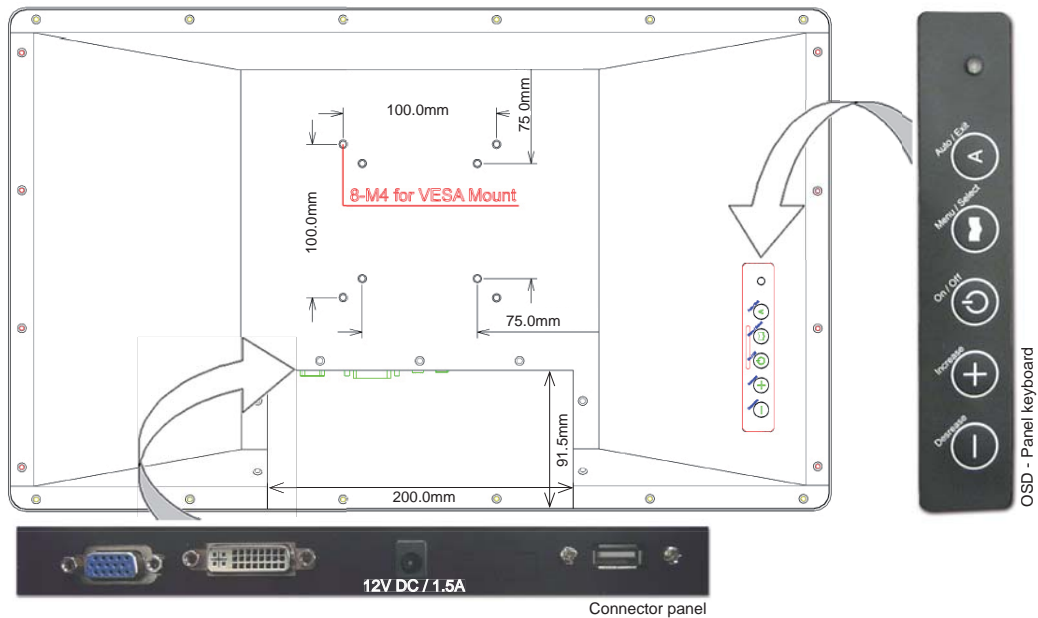 100.0mm
75.0mm
8-M4 for VESA Mount
100.0mm
75.0mm
91.5mm
200.0mm
Auto / Exit
A
Menu / Select
On / Off
Increase
Desrease
OSD - Panel keyboard
12V DC / 1.5A
Connector panel